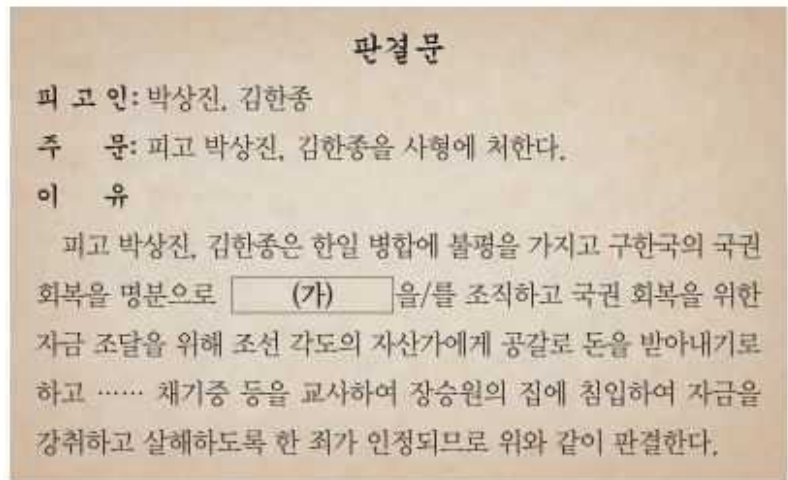 판결문
피 고 인: 박상진, 김한종
주 문: 피고 박상진, 김한종을 사형에 처한다.
이 유
피고 박상진, 김한종은 한일 병합에 불평을 가지고 구한국의 국권
회복을 명분으로 (가) 을/를 조직하고 국권 회복을 위한
자금 조달을 위해 조선 각도의 자산가에게 공갈로 돈을 받아내기로
하고 …… 채기중 등을 교사하여 장승원의 집에 침입하여 자금을
강취하고 살해하도록 한 죄가 인정되므로 위와 같이 판결한다.